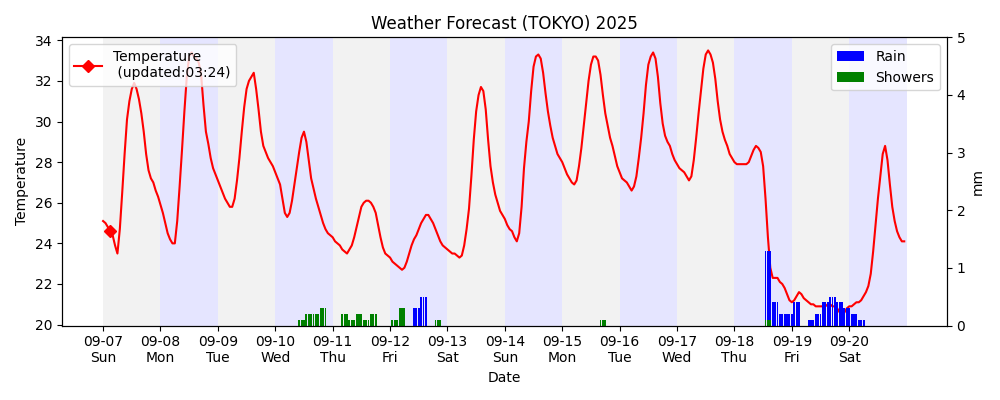 Weather Forecast (TOKYO) 2025
Temperature
(updated:03:24)
Rain
Showers
Temperature
34
32
30
28
26
24
22
20
5
4
3
2
1
0
mm
09-07 09-08 09-09 09-10 09-11 09-12 09-13 09-14 09-15 09-16 09-17 09-18 09-19 09-20
Sun Mon Tue Wed Thu Fri Sat Sun Mon Tue Wed Thu Fri Sat
Date